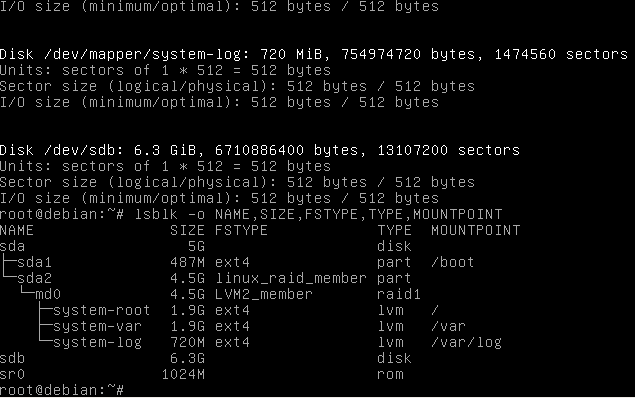 I/O size (minimum/optimal): 512 bytes / 512 bytes
Disk /dev/mapper/system-log: 720 MiB, 754974720 bytes, 1474560 sectors
Units: sectors of 1 * 512 = 512 bytes
Sector size (logical/physical): 512 bytes / 512 bytes
I/O size (minimum/optimal): 512 bytes / 512 bytes
Disk /dev/sdb: 6.3 GiB, 6710886400 bytes, 13107200 sectors
Units: sectors of 1 * 512 = 512 bytes
Sector size (logical/physical): 512 bytes / 512 bytes
I/O size (minimum/optimal): 512 bytes / 512 bytes
root@debian:~# lsblk -o NAME,SIZE,FSTYPE,TYPE,MOUNTPOINT
NAME                SIZE FSTYPE            TYPE  MOUNTPOINT
sda                   5G                   disk
├─sda1              487M ext4              part  /boot
└─sda2              4.5G linux_raid_member part
  └─md0             4.5G LVM2_member       raid1
    ├─system-root   1.9G ext4              lvm   /
    ├─system-var    1.9G ext4              lvm   /var
    └─system-log    720M ext4              lvm   /var/log
sdb                 6.3G                   disk
sr0                1024M                   rom
root@debian:~#